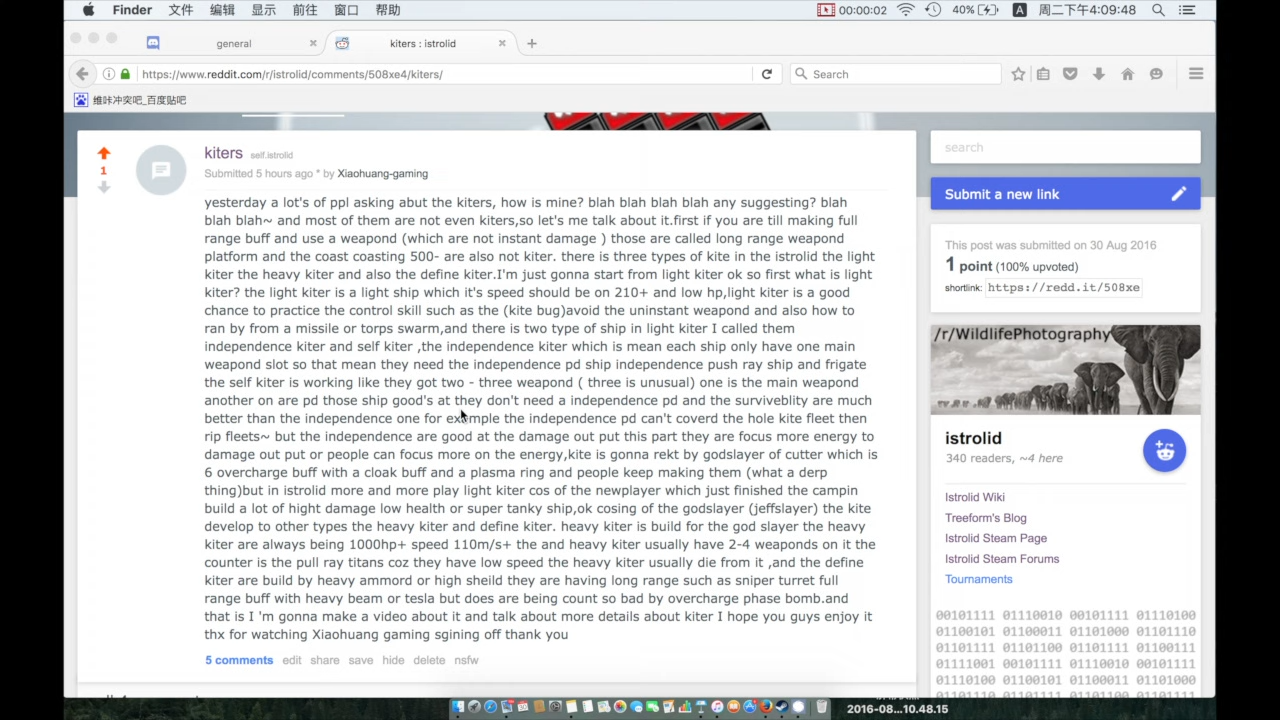 Finder 文件 编辑 显示 前往 窗口 帮助 00:00:02 40% A 周二下午4:09:48
general kiters : istrolid
https://www.reddit.com/r/istrolid/comments/508xe4/kiters/ Search
维咔冲突吧_百度贴吧
kiters self.istrolid
1
Submitted 5 hours ago * by Xiaohuang-gaming
yesterday a lot's of ppl asking abut the kiters, how is mine? blah blah blah blah any suggesting? blah
blah blah~ and most of them are not even kiters,so let's me talk about it.first if you are till making full
range buff and use a weapond (which are not instant damage ) those are called long range weapond
platform and the coast coasting 500- are also not kiter. there is three types of kite in the istrolid the light
kiter the heavy kiter and also the define kiter.I'm just gonna start from light kiter ok so first what is light
kiter? the light kiter is a light ship which it's speed should be on 210+ and low hp,light kiter is a good
chance to practice the control skill such as the (kite bug)avoid the uninstant weapond and also how to
ran by from a missile or torps swarm,and there is two type of ship in light kiter I called them
independence kiter and self kiter ,the independence kiter which is mean each ship only have one main
weapond slot so that mean they need the independence pd ship independence push ray ship and frigate
the self kiter is working like they got two - three weapond ( three is unusual) one is the main weapond
another on are pd those ship good's at they don't need a independence pd and the surviveblity are much
better than the independence one for exemple the independence pd can't coverd the hole kite fleet then
rip fleets~ but the independence are good at the damage out put this part they are focus more energy to
damage out put or people can focus more on the energy,kite is gonna rekt by godslayer of cutter which is
6 overcharge buff with a cloak buff and a plasma ring and people keep making them (what a derp
thing)but in istrolid more and more play light kiter cos of the newplayer which just finished the campin
build a lot of hight damage low health or super tanky ship,ok cosing of the godslayer (jeffslayer) the kite
develop to other types the heavy kiter and define kiter. heavy kiter is build for the god slayer the heavy
kiter are always being 1000hp+ speed 110m/s+ the and heavy kiter usually have 2-4 weaponds on it the
counter is the pull ray titans coz they have low speed the heavy kiter usually die from it ,and the define
kiter are build by heavy ammord or high sheild they are having long range such as sniper turret full
range buff with heavy beam or tesla but does are being count so bad by overcharge phase bomb.and
that is I 'm gonna make a video about it and talk about more details about kiter I hope you guys enjoy it
thx for watching Xiaohuang gaming sgining off thank you
5 comments edit share save hide delete nsfw
search
Submit a new link
This post was submitted on 30 Aug 2016
1 point (100% upvoted)
shortlink: https://redd.it/508xe
/r/WildlifePhotography
istrolid
340 readers, ~4 here
Istrolid Wiki
Treeform's Blog
Istrolid Steam Page
Istrolid Steam Forums
Tournaments
00101111 01110010 00101111 01110100
01100101 01100011 01101000 01101110
01101111 01101100 01101111 01100111
01111001 00101111 01110010 00101111
01110100 01100101 01100011 01101000
2016-08...10.48.15